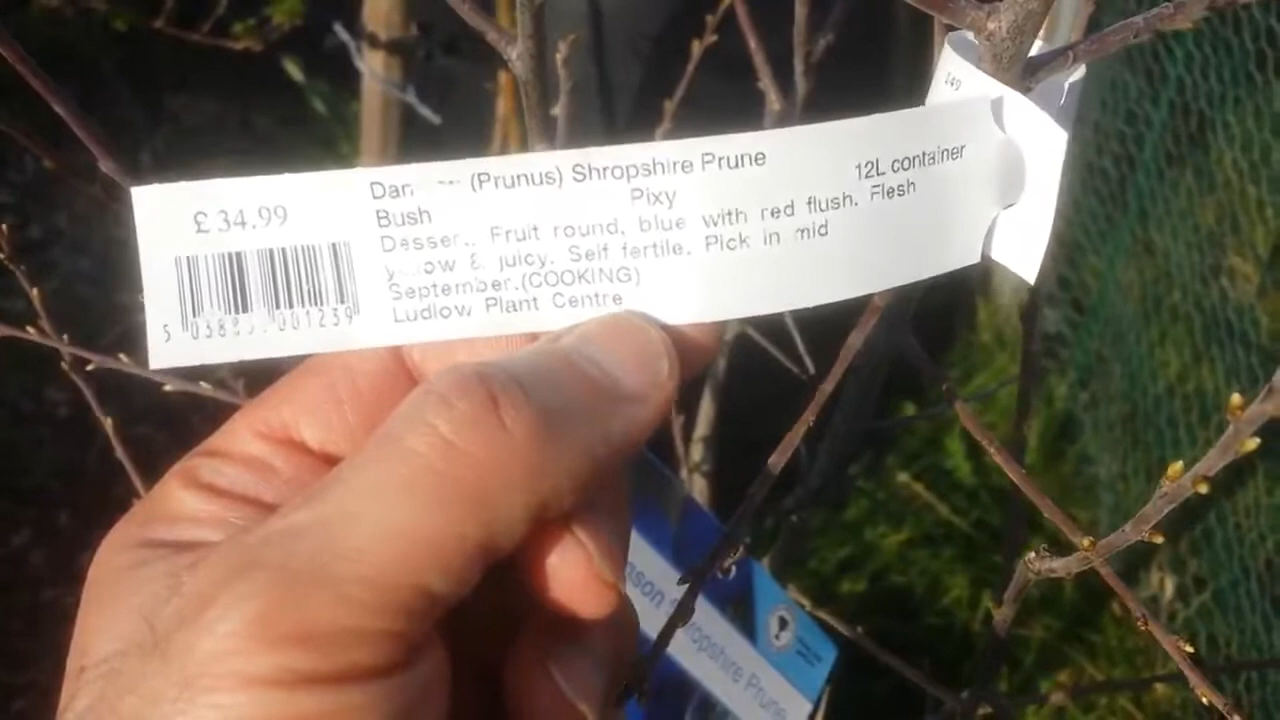 £34.99
(Prunus) Shropshire Prune
12L container
Bush
Pixy
Fruit round, blue with red flush. Flesh
& juicy. Self fertile. Pick in mid
September.(COOKING)
Ludlow Plant Centre
001239
Shropshire Prune